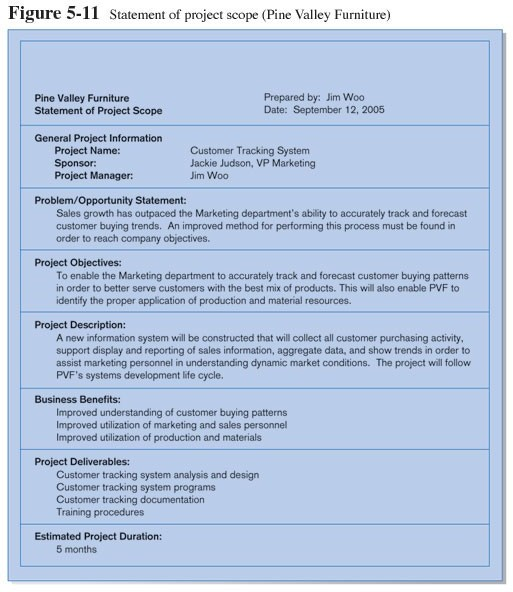 Figure 5-11 Statement of project scope (Pine Valley Furniture)
Pine Valley Furniture Prepared by: Jim Woo
Statement of Project Scope Date: September 12, 2005
General Project Information
Project Name: Customer Tracking System
Sponsor: Jackie Judson, VP Marketing
Project Manager: Jim Woo
Problem/Opportunity Statement:
Sales growth has outpaced the Marketing department's ability to accurately track and forecast
customer buying trends. An improved method for performing this process must be found in
order to reach company objectives.
Project Objectives:
To enable the Marketing department to accurately track and forecast customer buying patterns
in order to better serve customers with the best mix of products. This will also enable PVF to
identify the proper application of production and material resources.
Project Description:
A new information system will be constructed that will collect all customer purchasing activity,
support display and reporting of sales information, aggregate data, and show trends in order to
assist marketing personnel in understanding dynamic market conditions. The project will follow
PVF's systems development life cycle.
Business Benefits:
Improved understanding of customer buying patterns
Improved utilization of marketing and sales personnel
Improved utilization of production and materials
Project Deliverables:
Customer tracking system analysis and design
Customer tracking system programs
Customer tracking documentation
Training procedures
Estimated Project Duration:
5 months